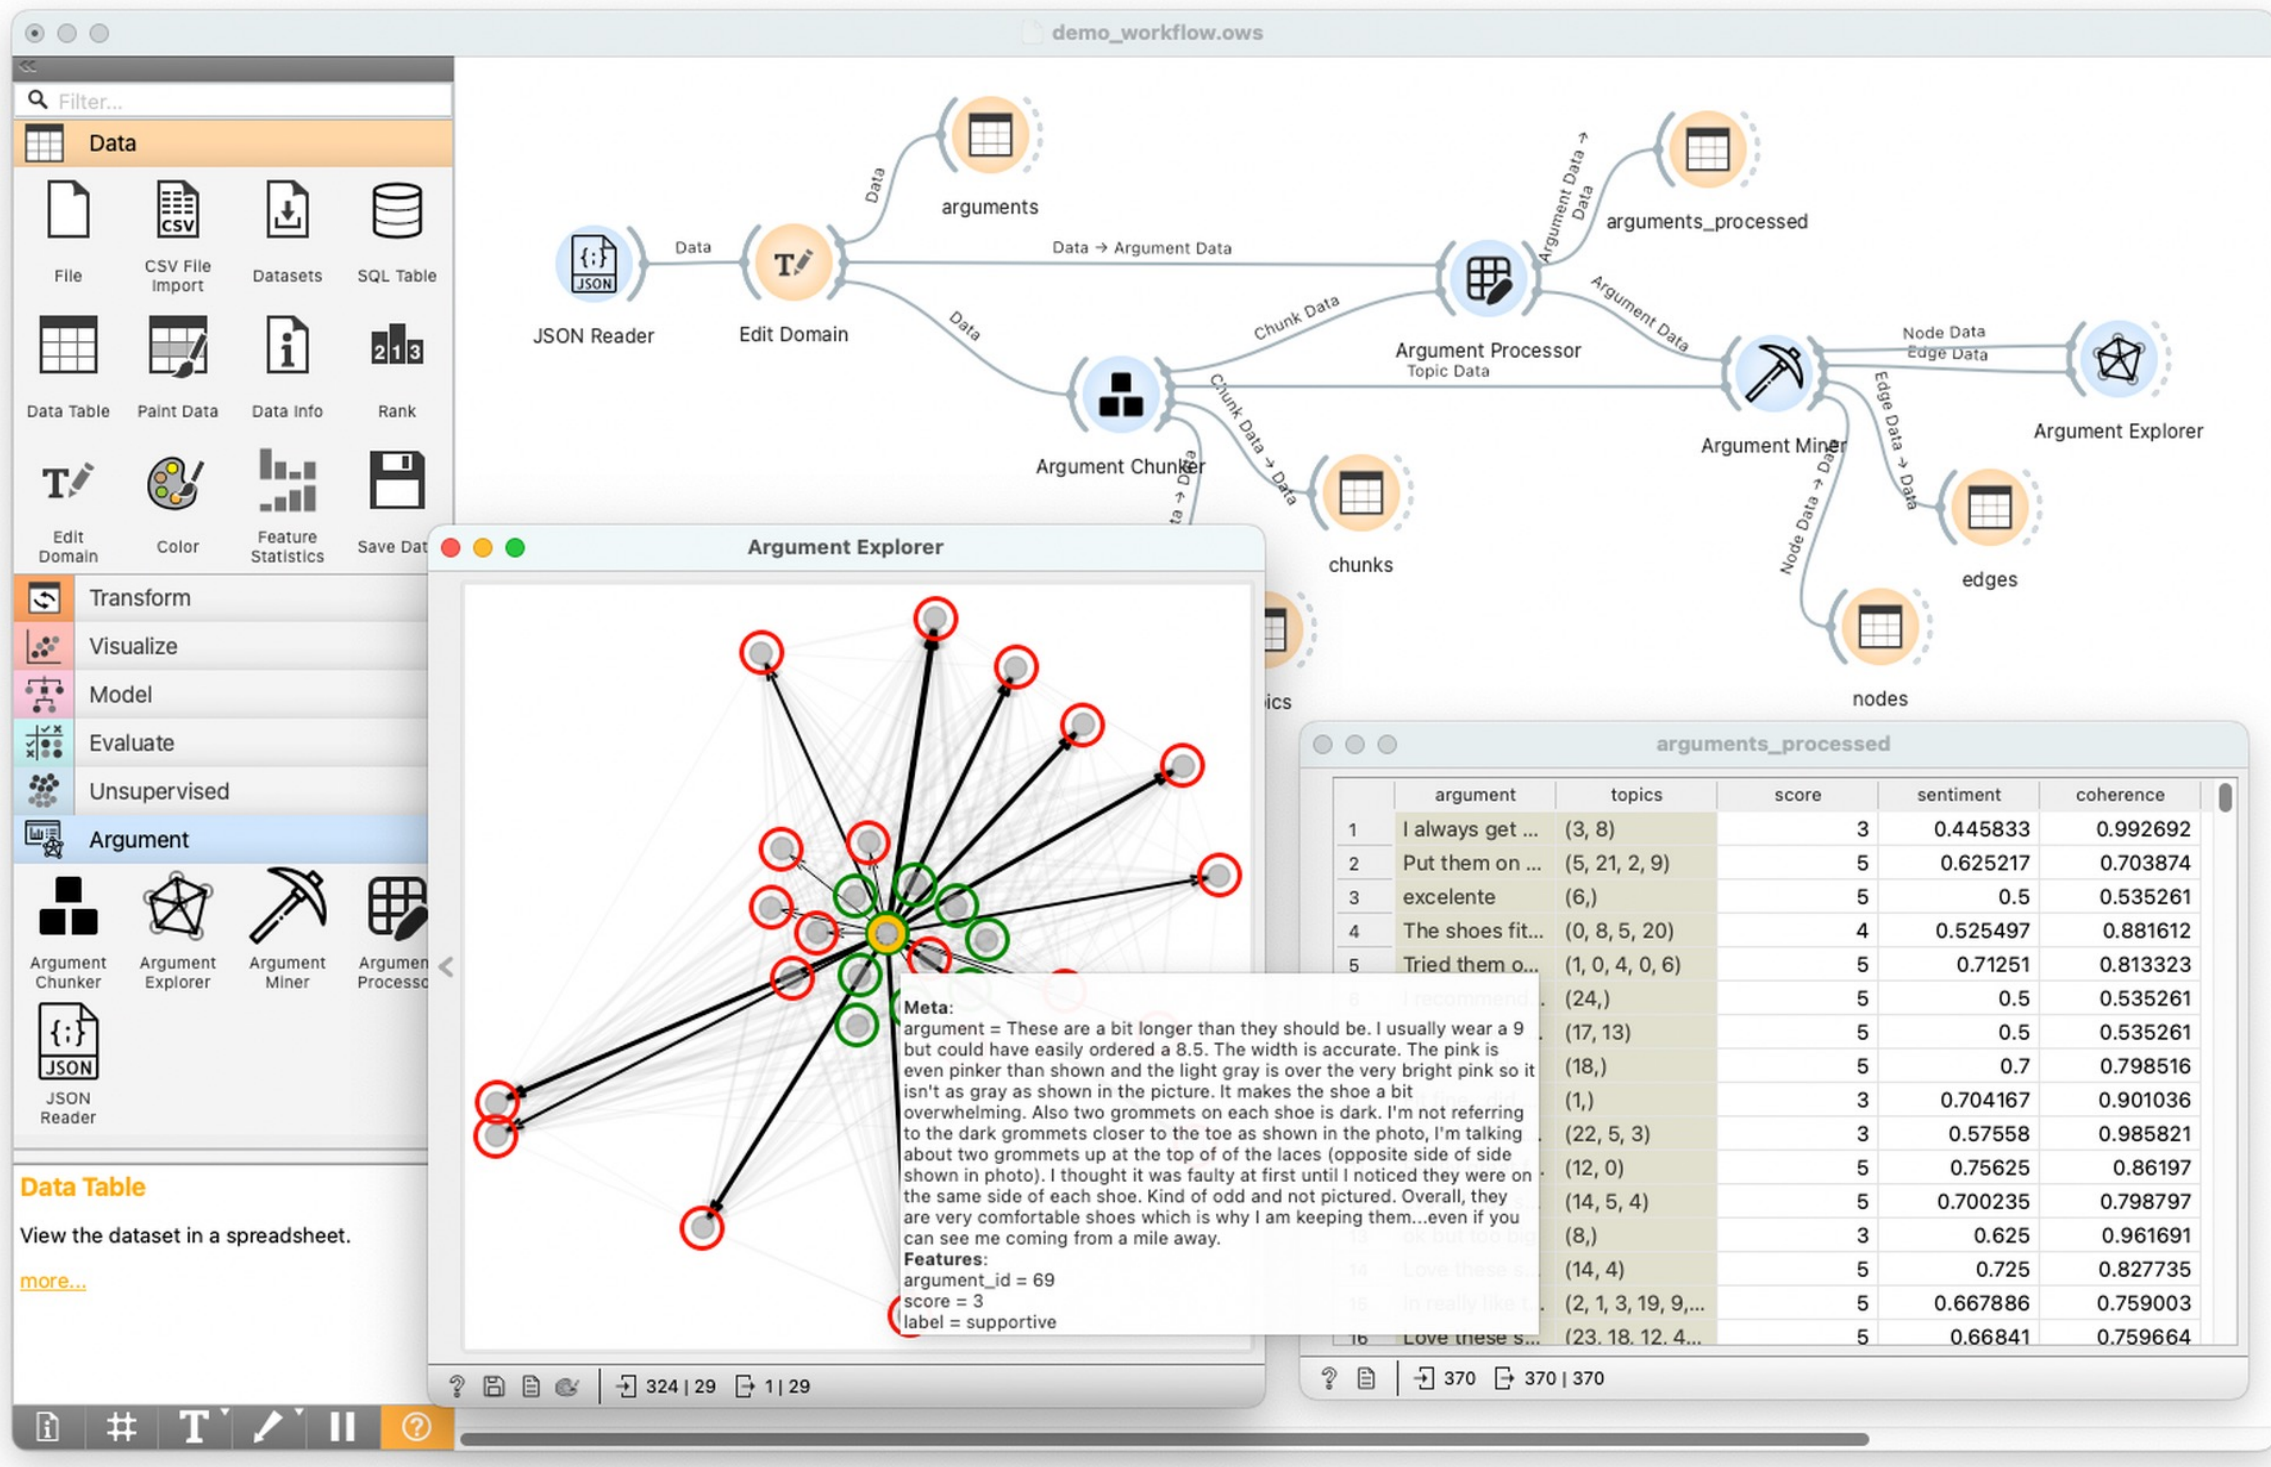 demo_workflow.ows
Filter...
Data
File
CSV File
Import
Datasets
SQL Table
Data Table
Paint Data
Data Info
Rank
Edit
Domain
Color
Feature
Statistics
Save Dat
Transform
Visualize
Model
Evaluate
Unsupervised
Argument
Argument
Chunker
Argument
Explorer
Argument
Miner
Argumen
Processo
JSON
Reader
Data Table
View the dataset in a spreadsheet.
more...
JSON Reader
Data
Edit Domain
Data
arguments
Data → Argument Data
Data
Argument Chunker
Chunk Data
Topic Data
Chunk Data → Data
ta → Data
chunks
ics
Argument Processor
Argument Data →
Data
arguments_processed
Argument Data
Argument Miner
Node Data
Edge Data
Argument Explorer
Edge Data → Data
edges
Node Data → Data
nodes
Argument Explorer
Meta:
argument = These are a bit longer than they should be. I usually wear a 9
but could have easily ordered a 8.5. The width is accurate. The pink is
even pinker than shown and the light gray is over the very bright pink so it
isn't as gray as shown in the picture. It makes the shoe a bit
overwhelming. Also two grommets on each shoe is dark. I'm not referring
to the dark grommets closer to the toe as shown in the photo, I'm talking
about two grommets up at the top of of the laces (opposite side of side
shown in photo). I thought it was faulty at first until I noticed they were on
the same side of each shoe. Kind of odd and not pictured. Overall, they
are very comfortable shoes which is why I am keeping them...even if you
can see me coming from a mile away.
Features:
argument_id = 69
score = 3
label = supportive
324 | 29 1 | 29
arguments_processed
argument topics score sentiment coherence
1 I always get ... (3, 8) 3 0.445833 0.992692
2 Put them on ... (5, 21, 2, 9) 5 0.625217 0.703874
3 excelente (6,) 5 0.5 0.535261
4 The shoes fit... (0, 8, 5, 20) 4 0.525497 0.881612
5 Tried them o... (1, 0, 4, 0, 6) 5 0.71251 0.813323
6 I recommend... (24,) 5 0.5 0.535261
(17, 13) 5 0.5 0.535261
(18,) 5 0.7 0.798516
(1,) 3 0.704167 0.901036
(22, 5, 3) 3 0.57558 0.985821
(12, 0) 5 0.75625 0.86197
(14, 5, 4) 5 0.700235 0.798797
13 ok but too big (8,) 3 0.625 0.961691
14 Love these s... (14, 4) 5 0.725 0.827735
15 In really like t... (2, 1, 3, 19, 9,... 5 0.667886 0.759003
16 Love these s... (23, 18, 12, 4... 5 0.66841 0.759664
370 370 | 370